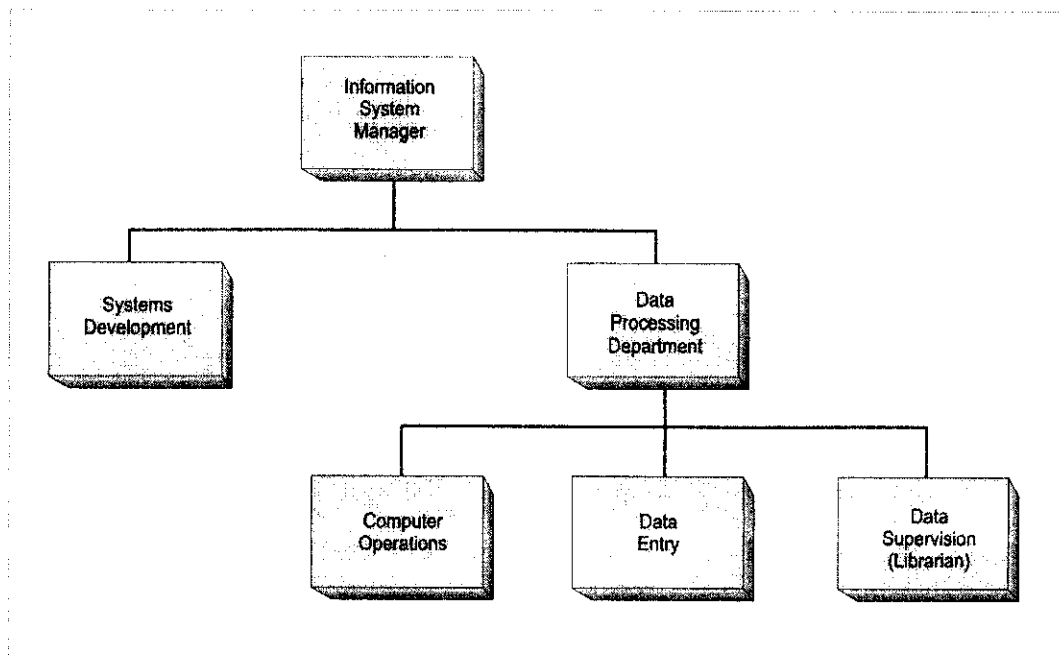 Information
System
Manager
Systems
Development
Data
Processing
Department
Computer
Operations
Data
Entry
Data
Supervision
(Librarian)